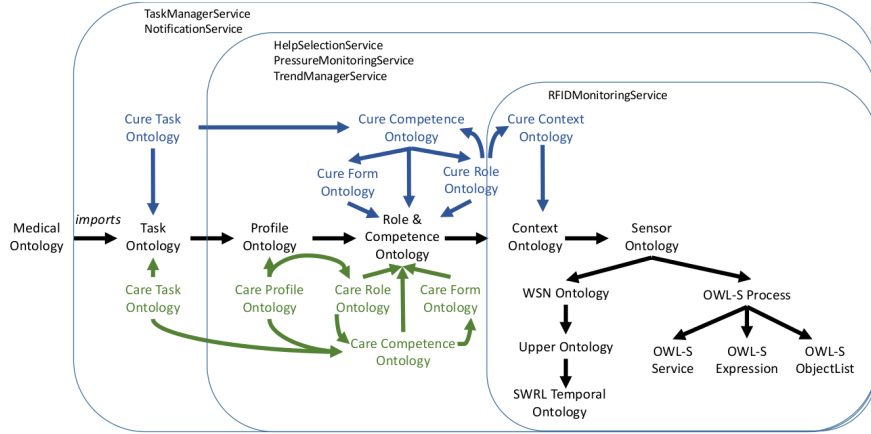 TaskManagerService
NotificationService
HelpSelectionService
PressureMonitoringService
TrendManagerService
RFIDMonitoringService
Cure Task
Ontology
Cure Competence
Ontology
Cure Context
Ontology
Cure Form
Ontology
Cure Role
Ontology
Medical
Ontology
imports
Task
Ontology
Profile
Ontology
Role &
Competence
Ontology
Context
Ontology
Sensor
Ontology
Care Task
Ontology
Care Profile
Ontology
Care Role
Ontology
Care Form
Ontology
WSN Ontology
OWL-S Process
Care Competence
Ontology
Upper Ontology
OWL-S
Service
OWL-S
Expression
OWL-S
ObjectList
SWRL Temporal
Ontology